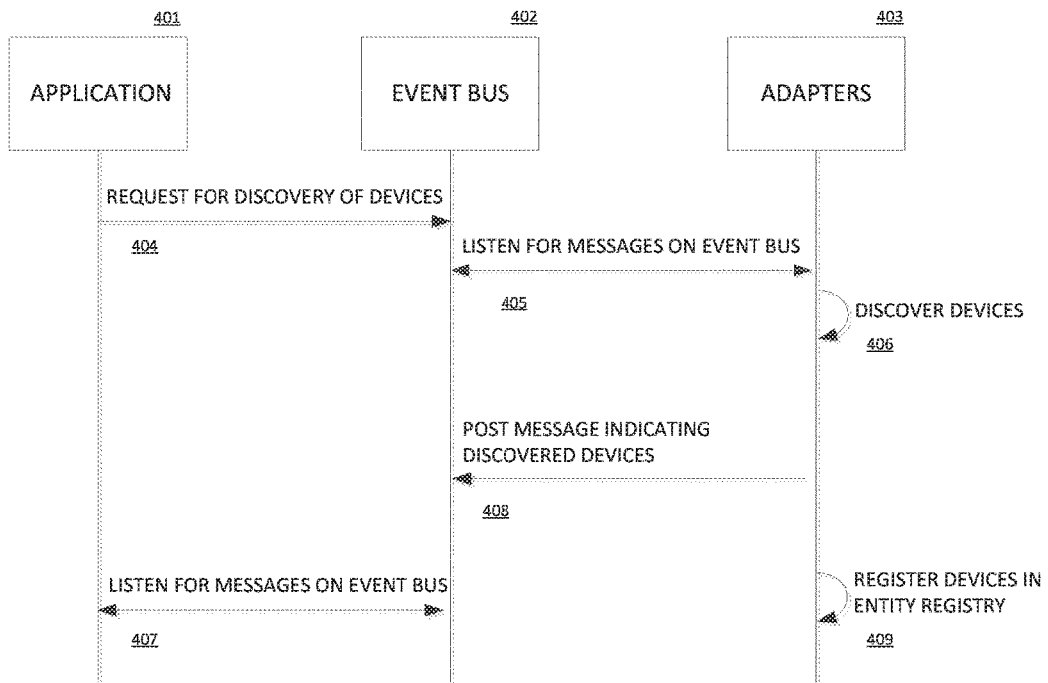 401
402
403
APPLICATION
EVENT BUS
ADAPTERS
REQUEST FOR DISCOVERY OF DEVICES
404
LISTEN FOR MESSAGES ON EVENT BUS
405
DISCOVER DEVICES
406
POST MESSAGE INDICATING
DISCOVERED DEVICES
408
LISTEN FOR MESSAGES ON EVENT BUS
407
REGISTER DEVICES IN
ENTITY REGISTRY
409